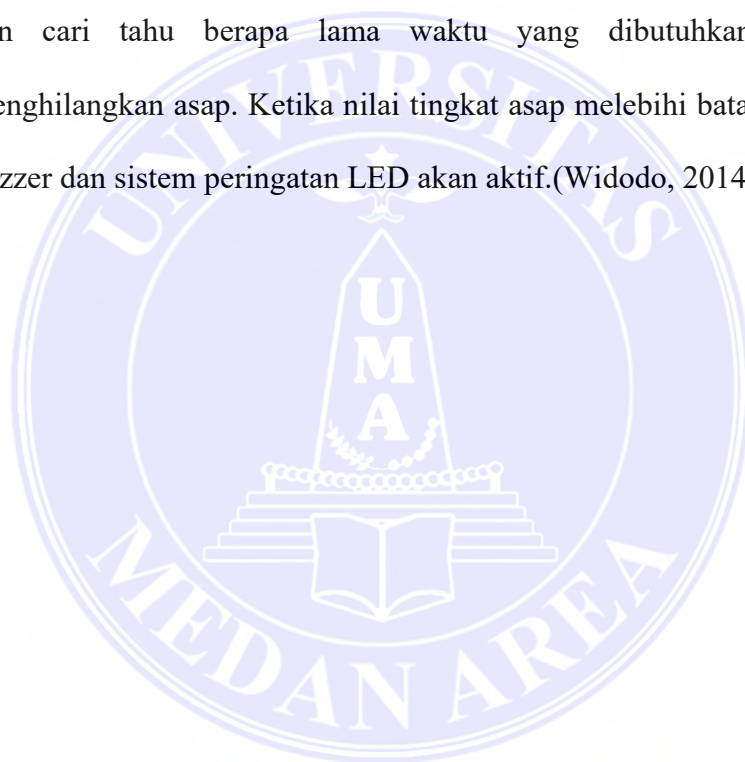 n cari tahu berapa lama waktu yang dibutuhkan
enghilangkan asap. Ketika nilai tingkat asap melebihi bata
zzer dan sistem peringatan LED akan aktif.(Widodo, 2014
UNIVERSITAS
U
M
A
MEDAN AREA